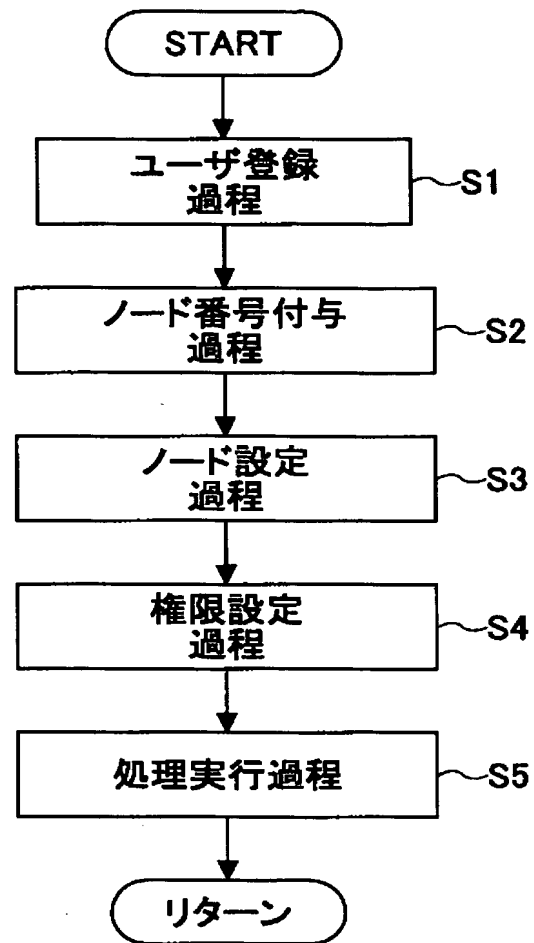 START
ユーザ登録
過程
S1
ノード番号付与
過程
S2
ノード設定
過程
S3
権限設定
過程
S4
処理実行過程
S5
リターン